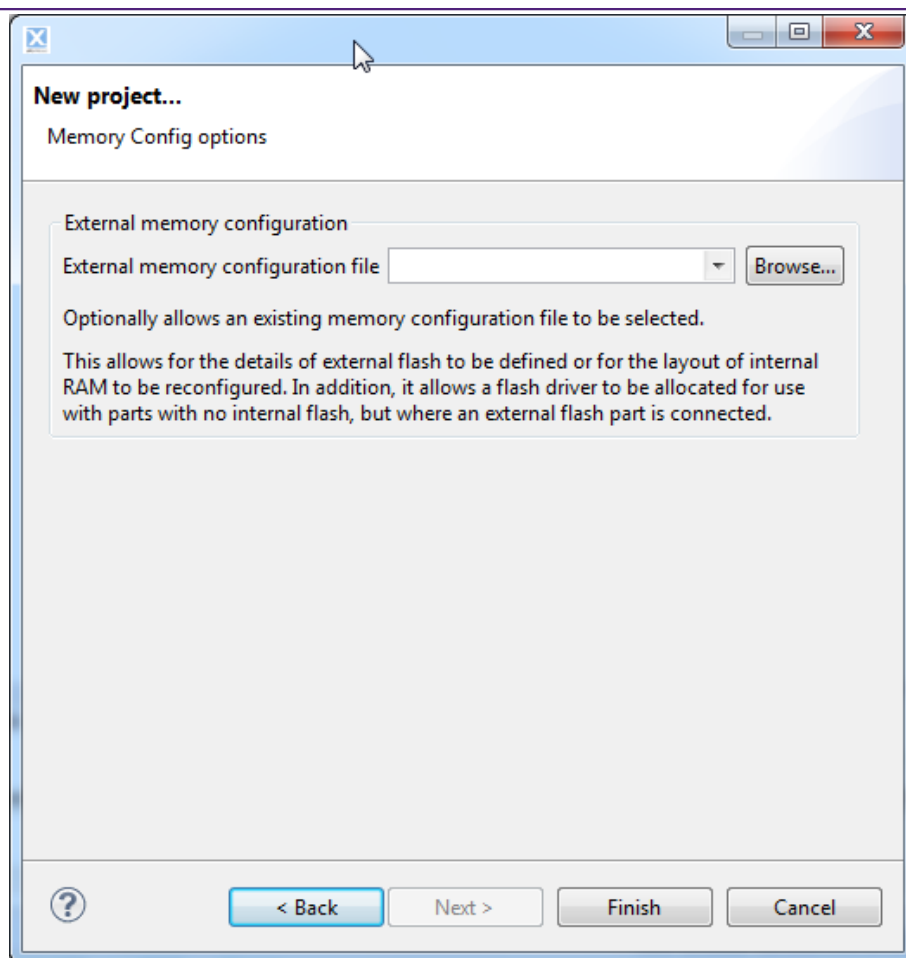 New project...
Memory Config options
External memory configuration
External memory configuration file
Browse...
Optionally allows an existing memory configuration file to be selected.
This allows for the details of external flash to be defined or for the layout of internal
RAM to be reconfigured. In addition, it allows a flash driver to be allocated for use
with parts with no internal flash, but where an external flash part is connected.
< Back
Next >
Finish
Cancel